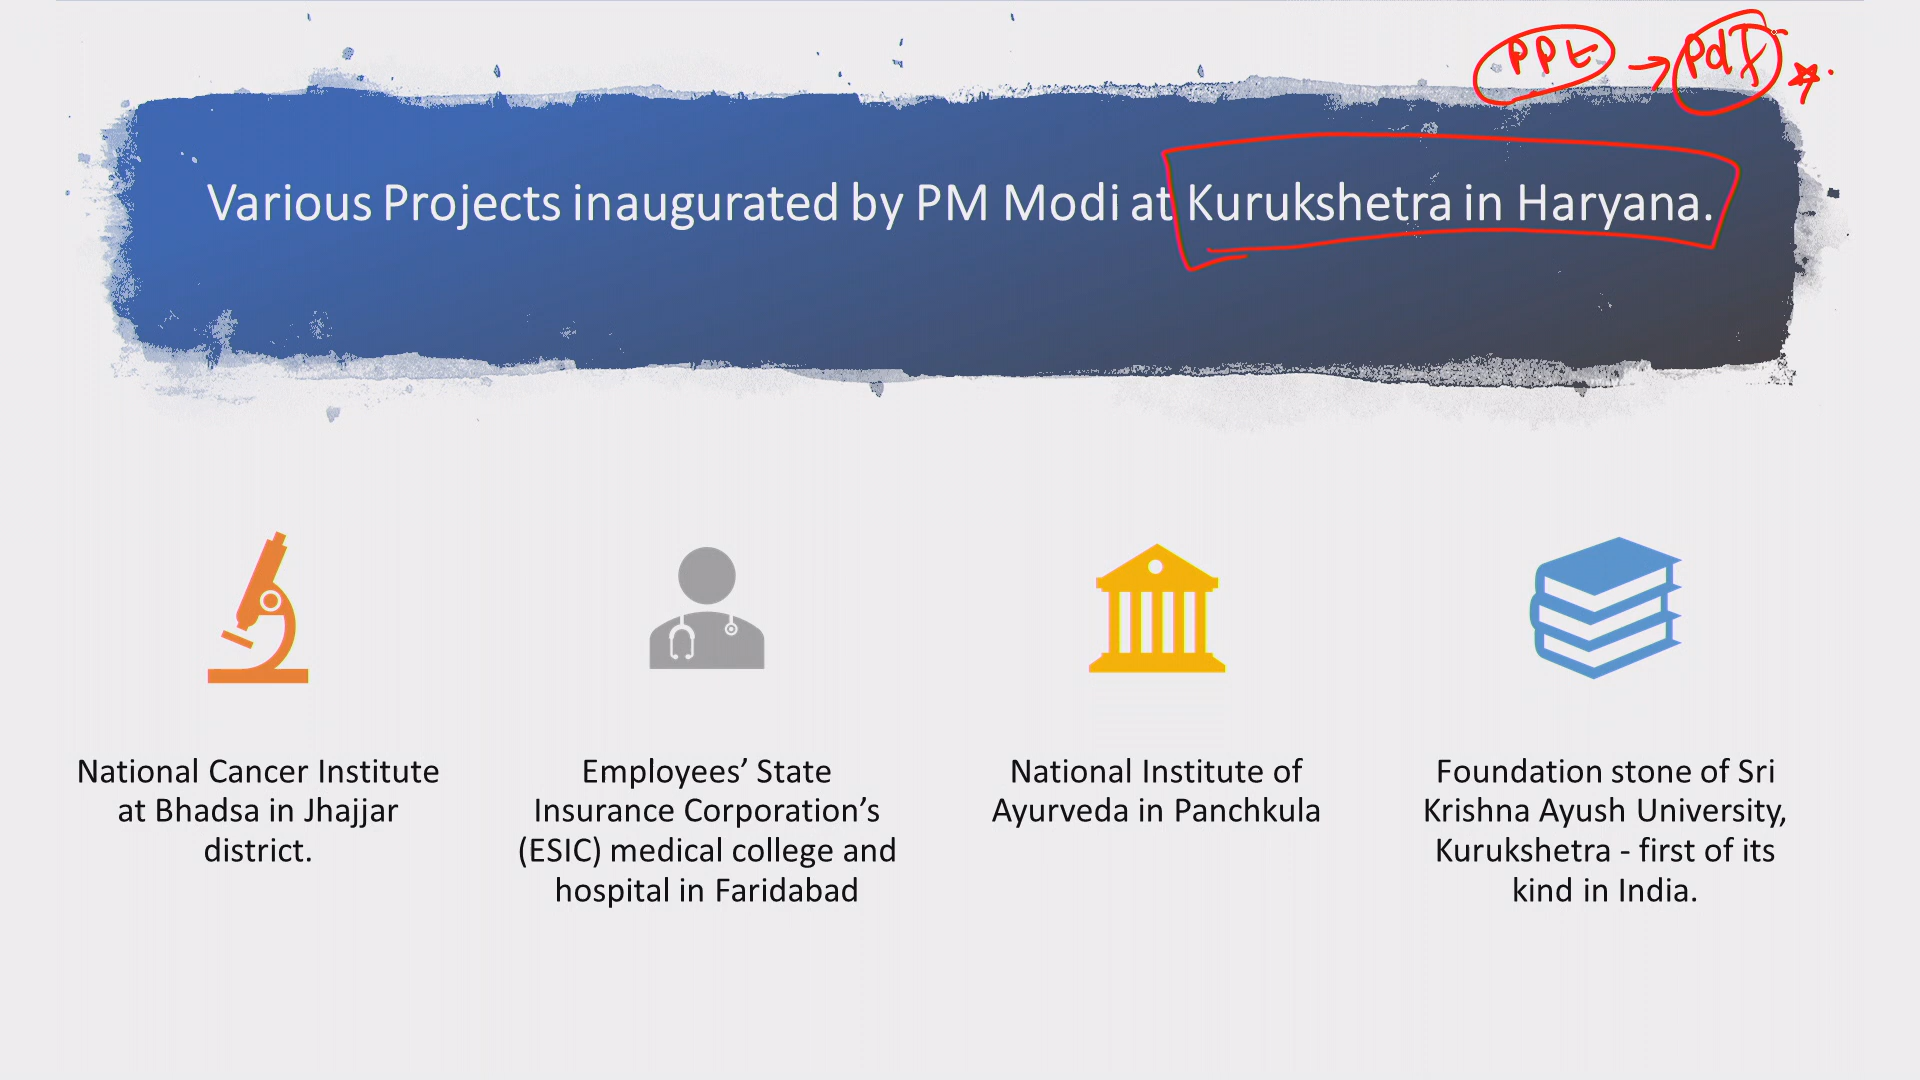 PPt → Pdf
Various Projects inaugurated by PM Modi at Kurukshetra in Haryana.
National Cancer Institute
at Bhadsa in Jhajjar
district.
Employees’ State
Insurance Corporation’s
(ESIC) medical college and
hospital in Faridabad
National Institute of
Ayurveda in Panchkula
Foundation stone of Sri
Krishna Ayush University,
Kurukshetra - first of its
kind in India.